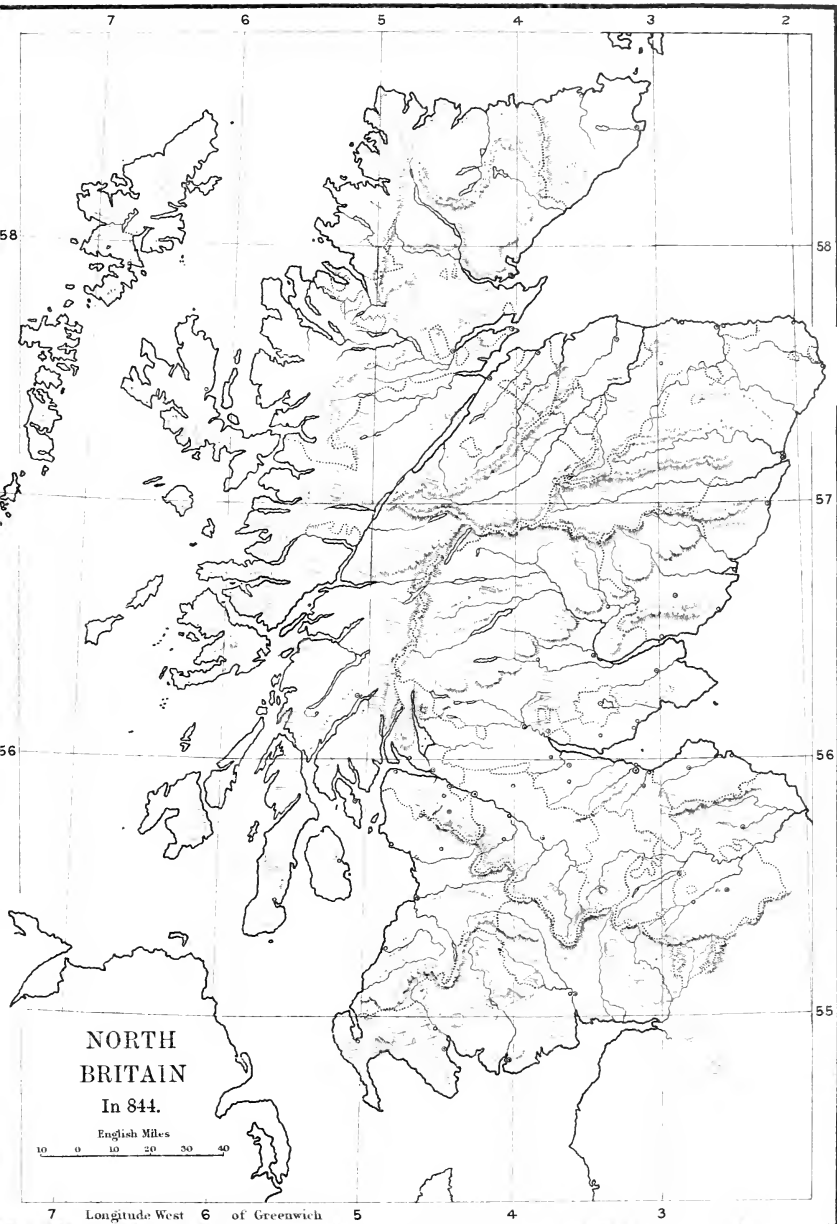 7 6 5 4 3 2
58 58
57
56 56
55
NORTH
BRITAIN
In 844.
English Miles
10 0 10 20 30 40
7 Longitude West 6 of Greenwich 5 4 3